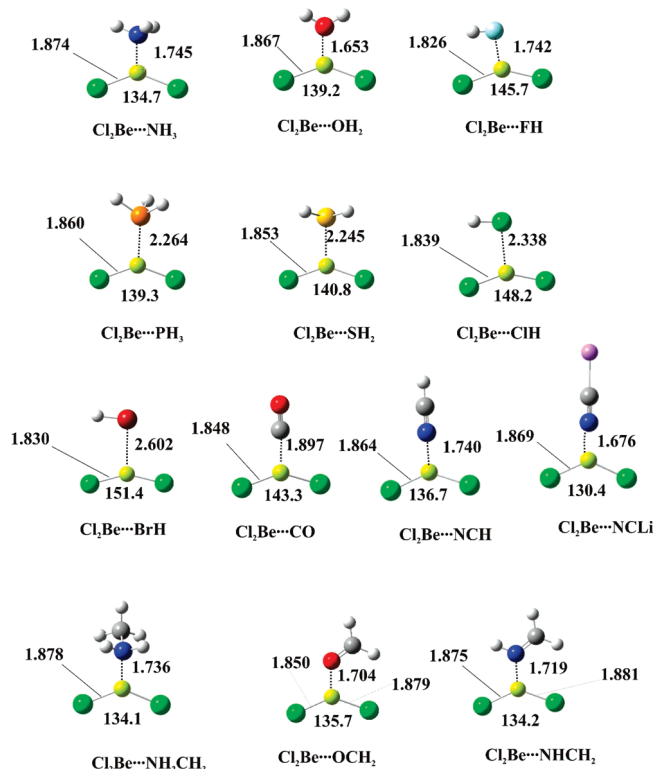 1.874 1.745 1.867 1.653 1.826 1.742
134.7 139.2 145.7
Cl₂Be···NH₃ Cl₂Be···OH₂ Cl₂Be···FH
1.860 2.264 1.853 2.245 1.839 2.338
139.3 140.8 148.2
Cl₂Be···PH₃ Cl₂Be···SH₂ Cl₂Be···ClH
1.830 2.602 1.848 1.897 1.864 1.740 1.869 1.676
151.4 143.3 136.7 130.4
Cl₂Be···BrH Cl₂Be···CO Cl₂Be···NCH Cl₂Be···NCLi
1.878 1.736 1.850 1.704 1.879 1.875 1.719 1.881
134.1 135.7 134.2
Cl₂Be···OCH₂ Cl₂Be···NHCH₂